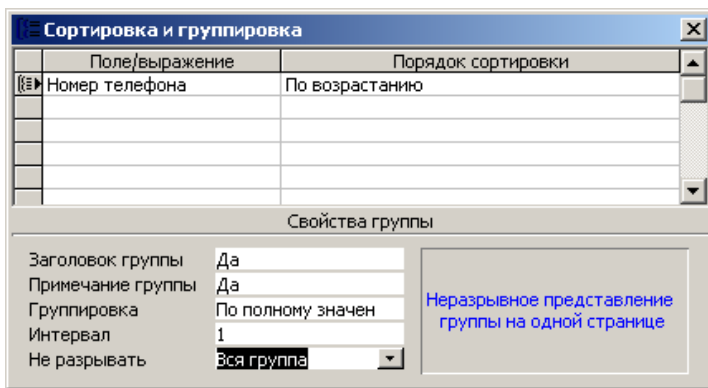 Сортировка и группировка
Поле/выражение Порядок сортировки
Номер телефона По возрастанию
Свойства группы
Заголовок группы Да
Примечание группы Да
Группировка По полному значен
Интервал 1
Не разрывать Вся группа
Неразрывное представление
группы на одной странице